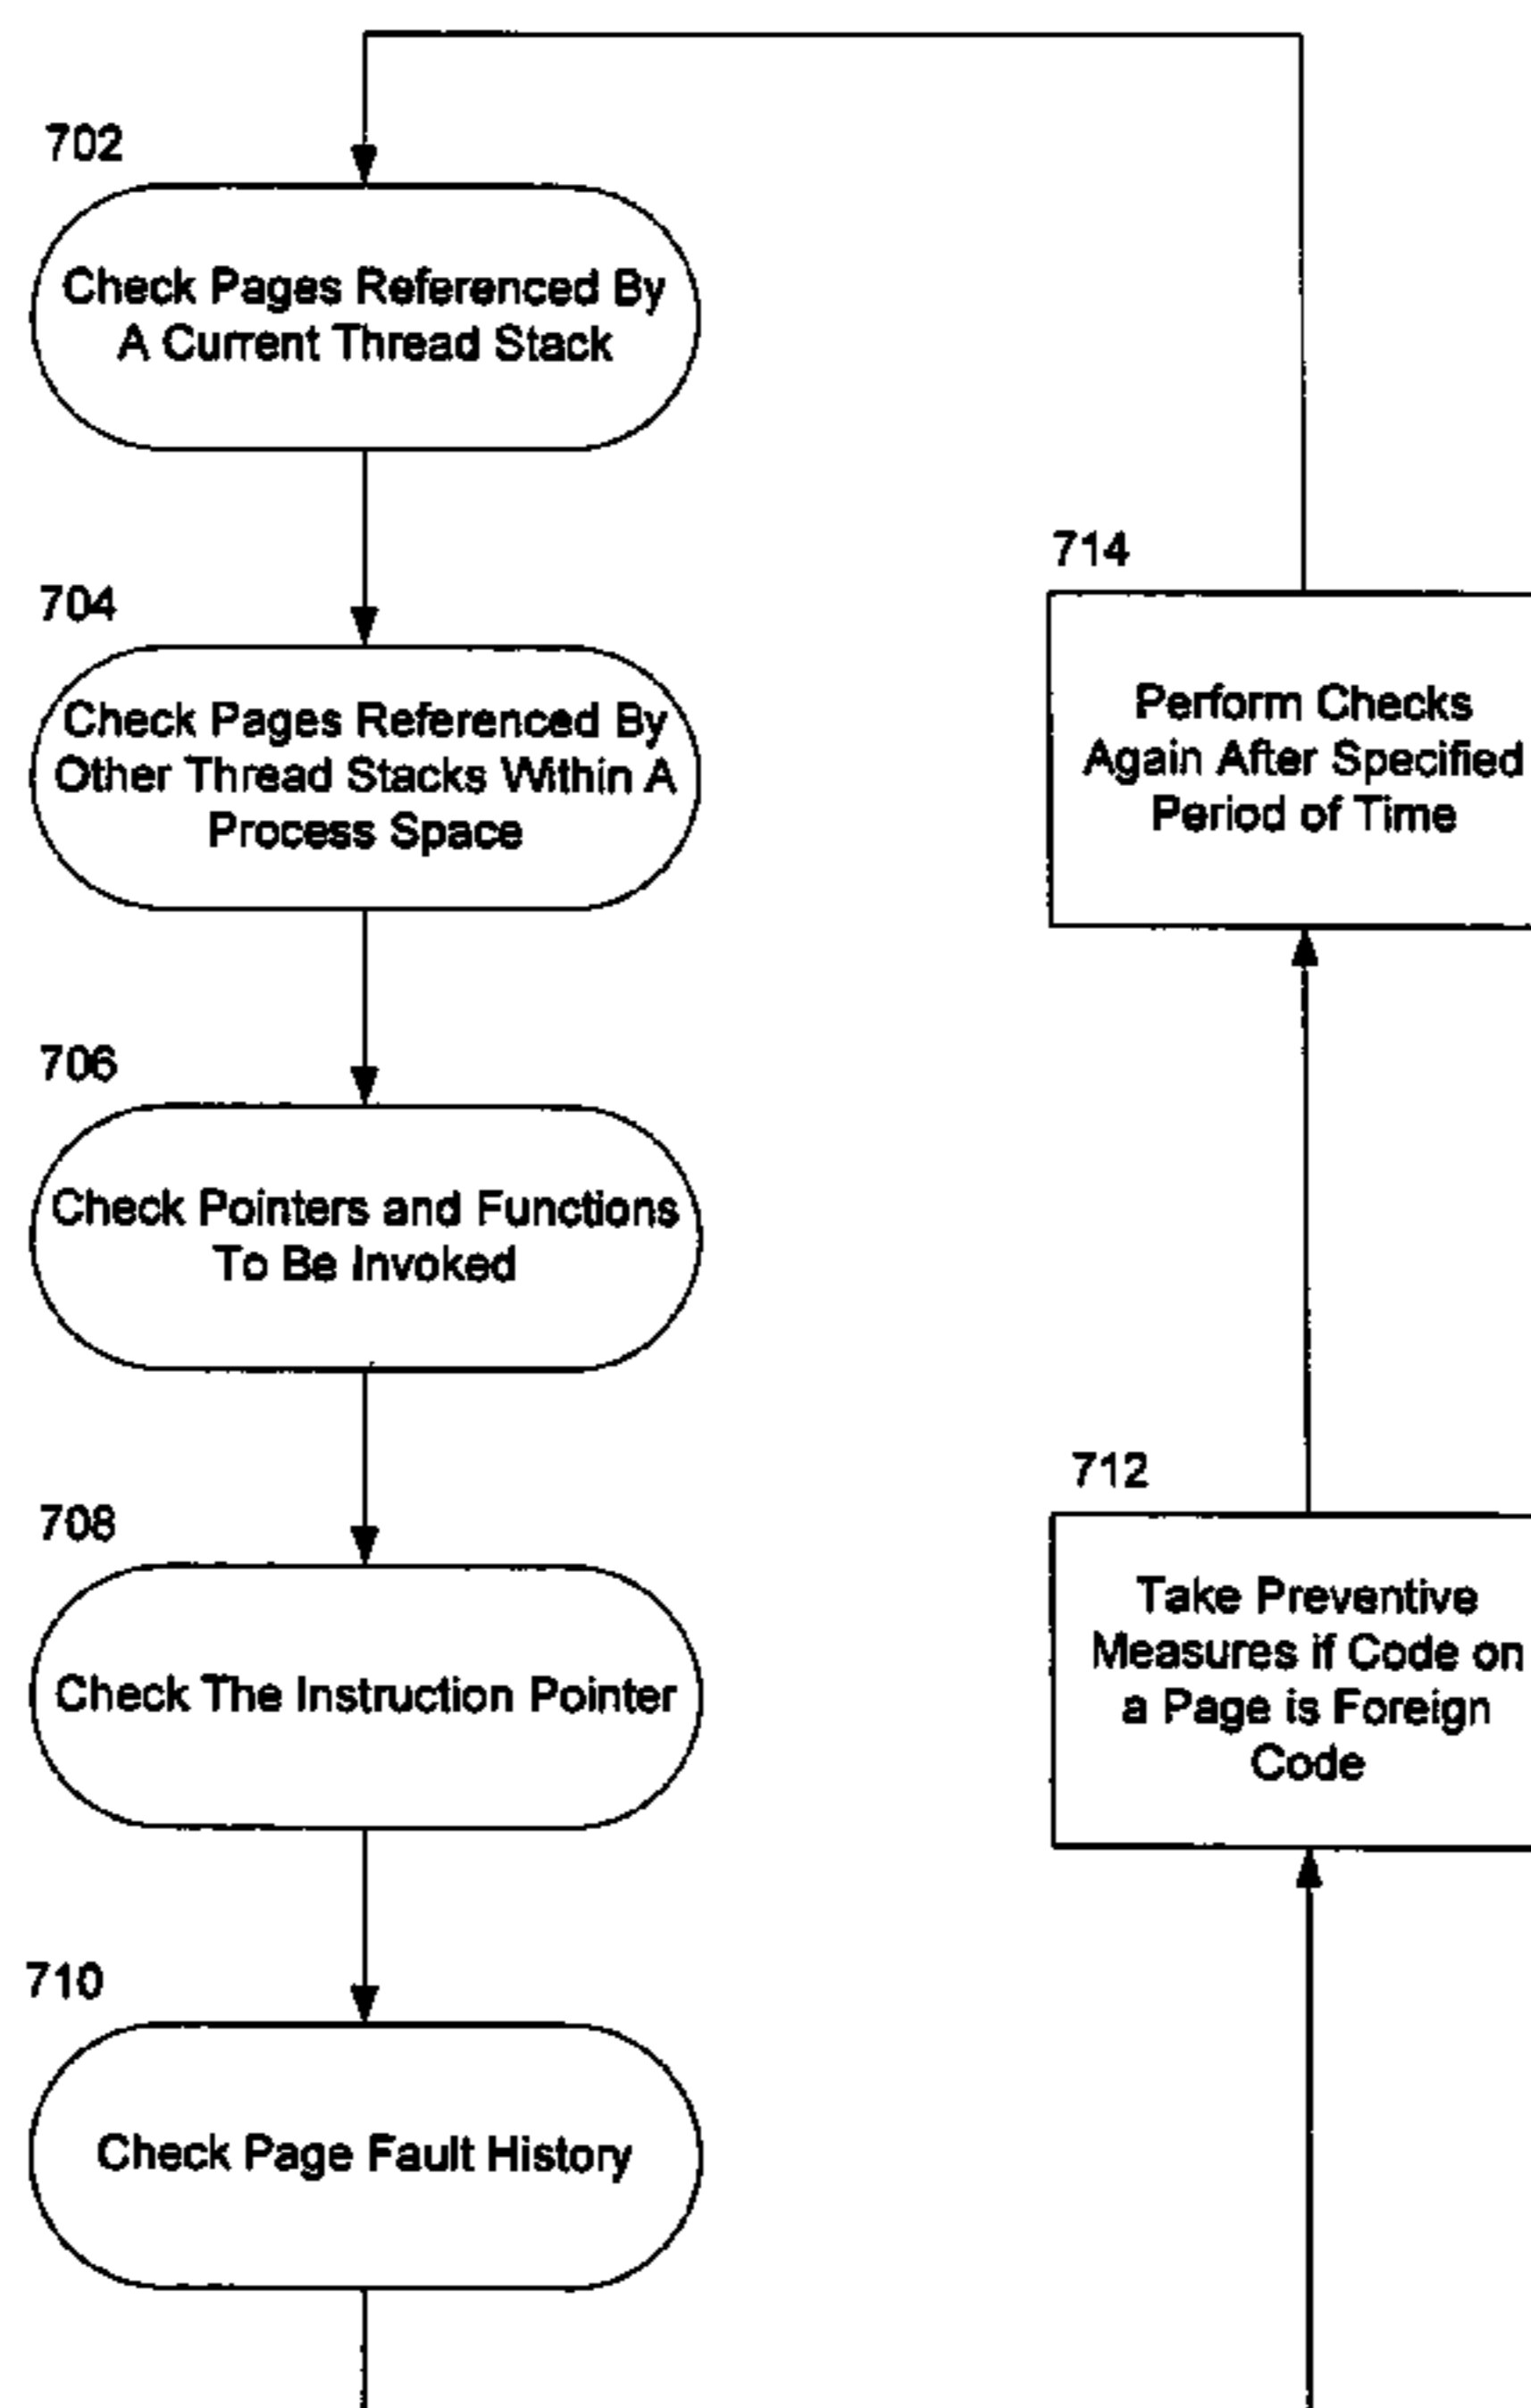 702
Check Pages Referenced By
A Current Thread Stack
704
Check Pages Referenced By
Other Thread Stacks Within A
Process Space
706
Check Pointers and Functions
To Be Invoked
708
Check The Instruction Pointer
710
Check Page Fault History
712
Take Preventive
Measures if Code on
a Page is Foreign
Code
714
Perform Checks
Again After Specified
Period of Time